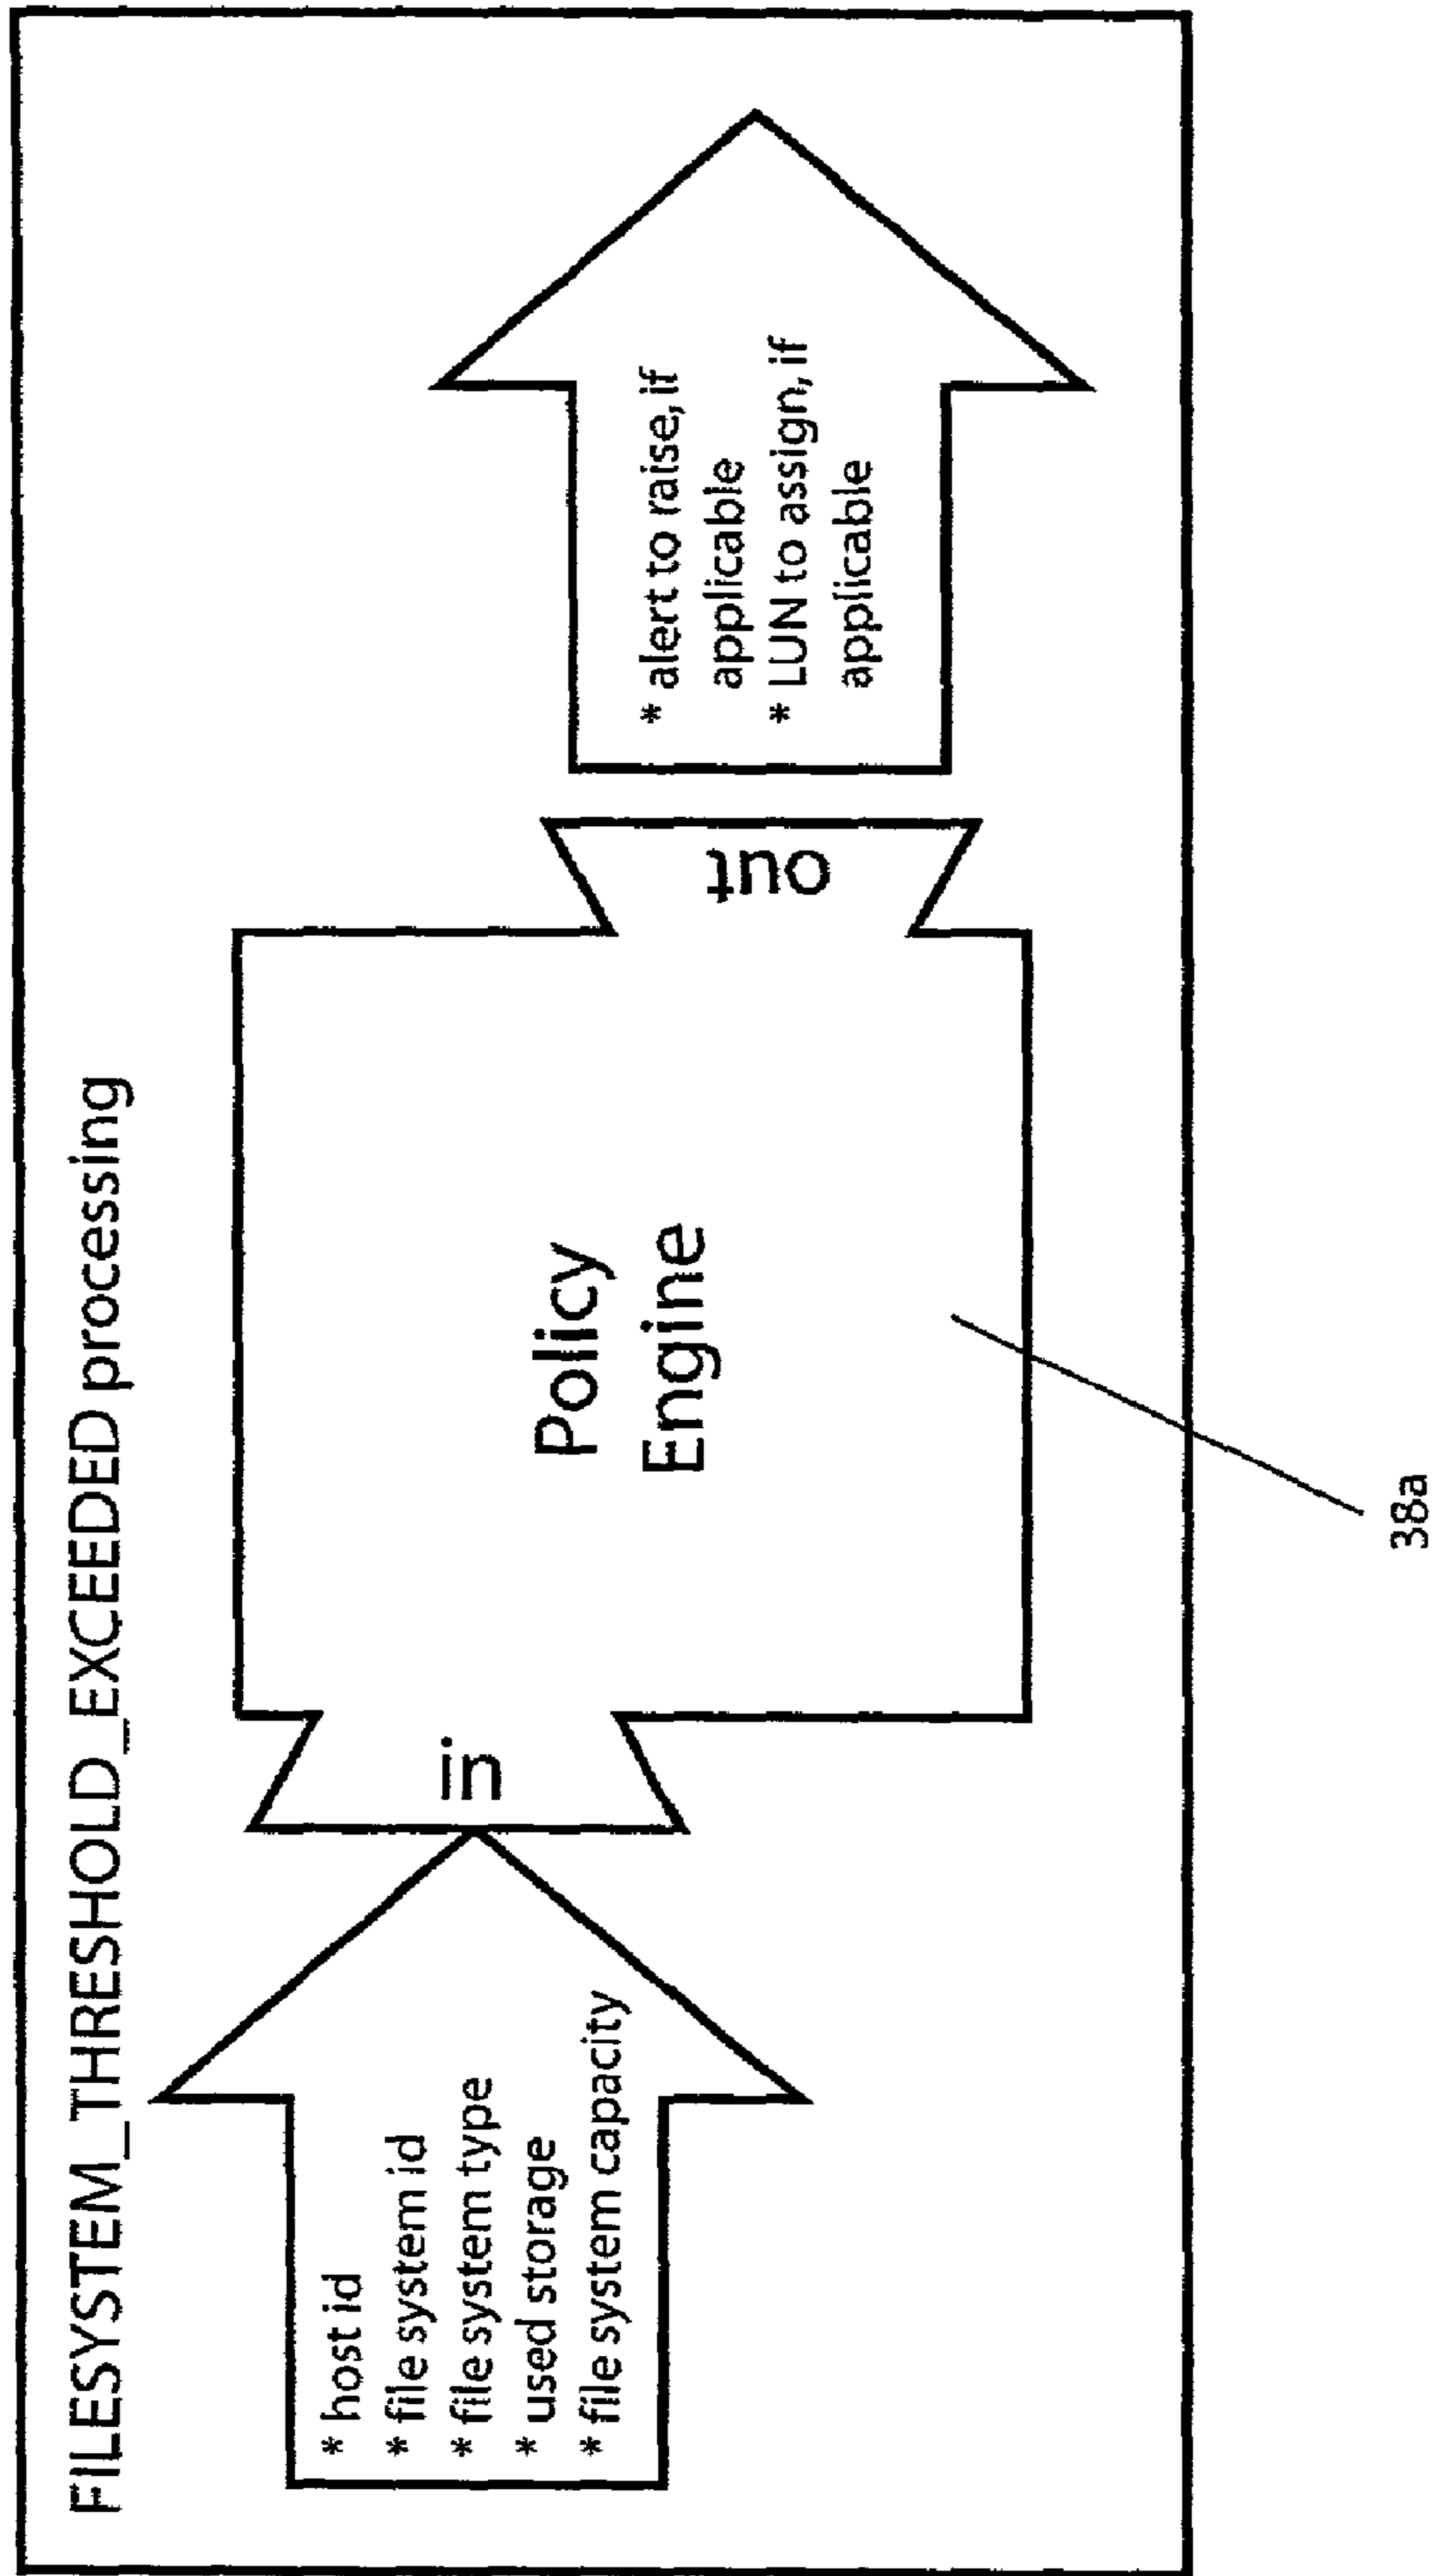 FILESYSTEM_THRESHOLD_EXCEEDED processing
* host id
* file system id
* file system type
* used storage
* file system capacity
in
Policy
Engine
out
* alert to raise, if
applicable
* LUN to assign, if
applicable
38a